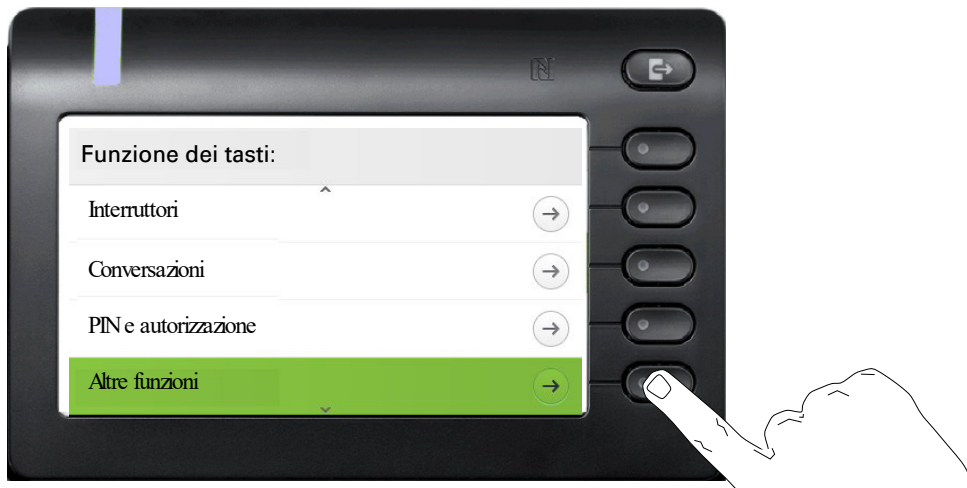 Funzione dei tasti:
Interruttori
Conversazioni
PIN e autorizzazione
Altre funzioni